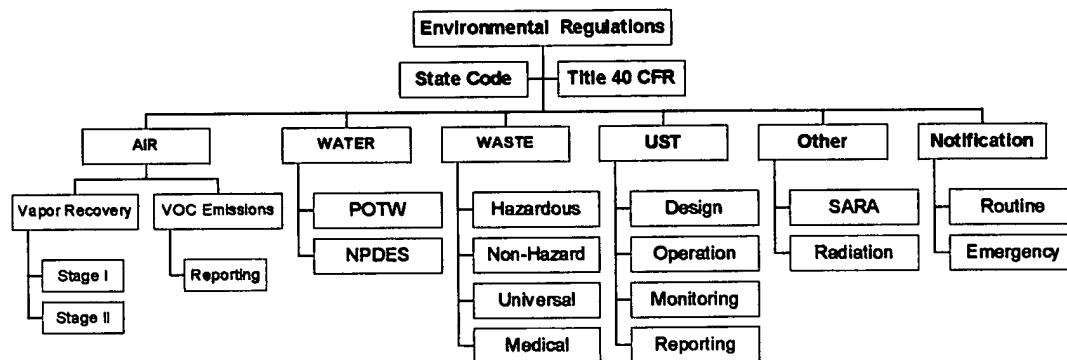 Environmental Regulations
State Code
Title 40 CFR
AIR
WATER
WASTE
UST
Other
Notification
Vapor Recovery
VOC Emissions
POTW
Hazardous
Design
SARA
Routine
NPDES
Non-Hazard
Operation
Radiation
Emergency
Stage I
Reporting
Universal
Monitoring
Stage II
Medical
Reporting